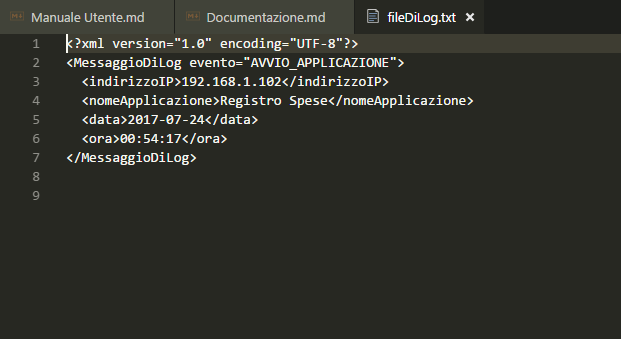 Manuale Utente.md Documentazione.md fileDiLog.txt
1 <?xml version="1.0" encoding="UTF-8"?>
2 <MessaggioDiLog evento="AVVIO_APPLICAZIONE">
3 <indirizzoIP>192.168.1.102</indirizzoIP>
4 <nomeApplicazione>Registro Spese</nomeApplicazione>
5 <data>2017-07-24</data>
6 <ora>00:54:17</ora>
7 </MessaggioDiLog>
8
9